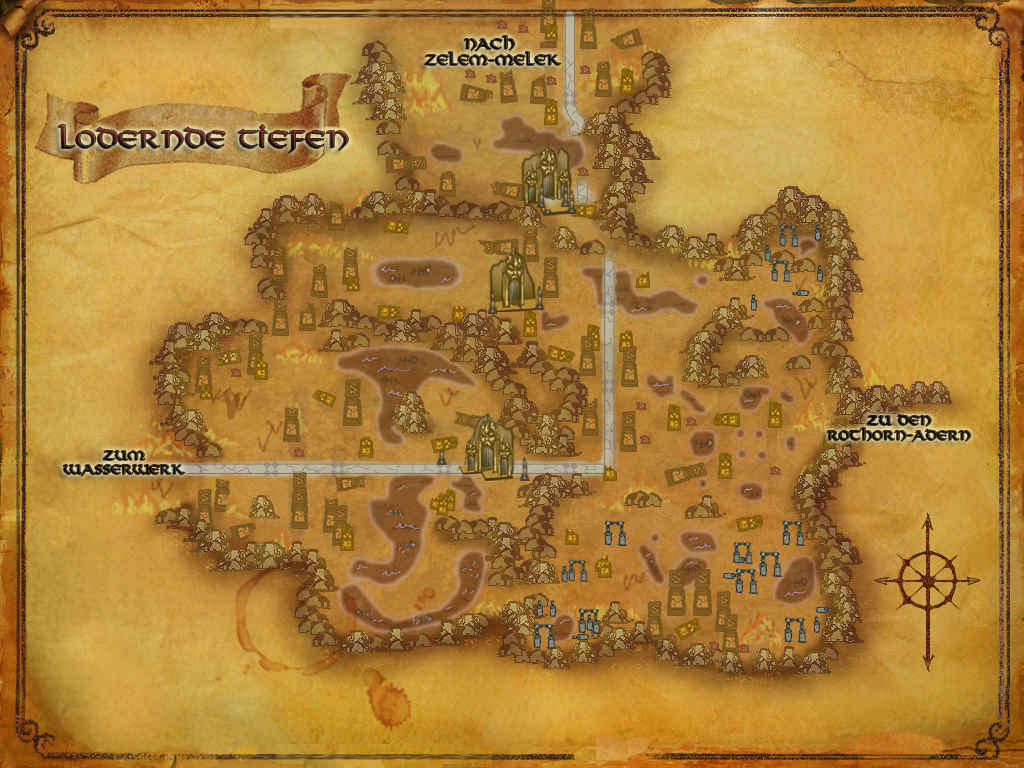 NACH
ZELEM-MELEK
LODERNDE TIEFEN
ZU DEN
ROTHORN-ADERN
ZUM
WASSERWERK